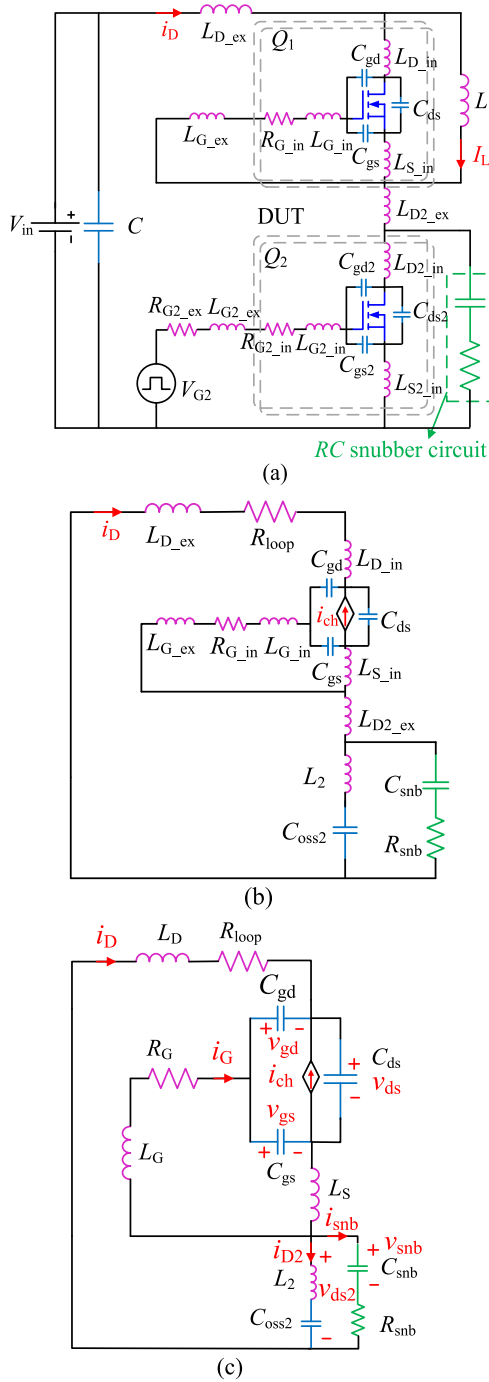 i_D
L_D_ex
Q_1
C_gd
L_D_in
L
C_ds
L_G_ex
R_G_in
L_G_in
C_gs
L_S_in
I_L
V_in
+
-
C
DUT
L_D2_ex
Q_2
C_gd2
L_D2_in
C_ds2
R_G2_ex
L_G2_ex
R_G2_in
L_G2_in
C_gs2
L_S2_in
V_G2
RC snubber circuit
(a)
i_D
L_D_ex
R_loop
C_gd
L_D_in
i_ch
C_ds
L_G_ex
R_G_in
L_G_in
C_gs
L_S_in
L_D2_ex
L_2
C_snb
C_oss2
R_snb
(b)
i_D
L_D
R_loop
C_gd
+ v_gd -
R_G
i_G
i_ch
C_ds
+ v_ds -
v_gs
+ -
C_gs
L_G
L_S
i_snb
i_D2
+ v_snb -
C_snb
L_2
+ v_ds2 -
C_oss2
R_snb
(c)